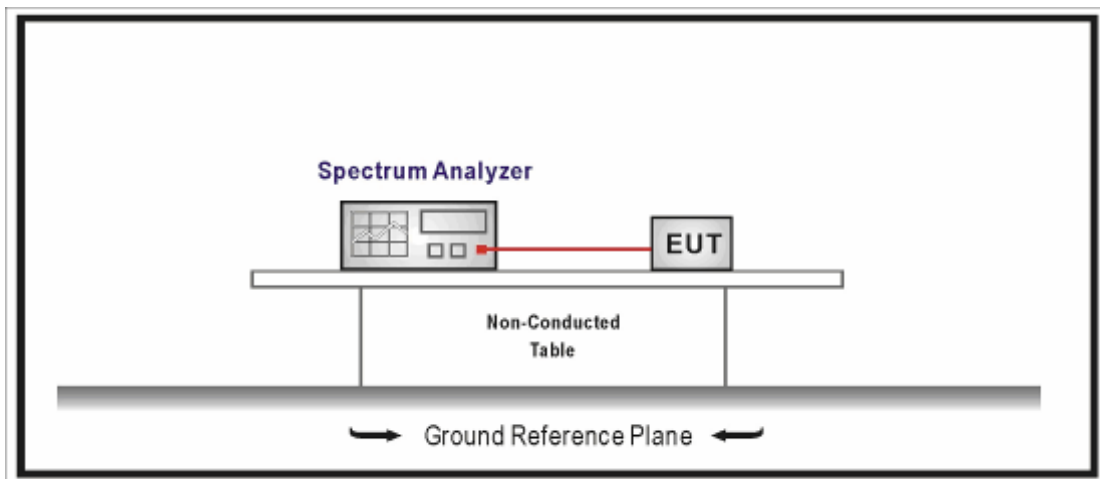 Spectrum Analyzer
EUT
Non-Conducted
Table
Ground Reference Plane